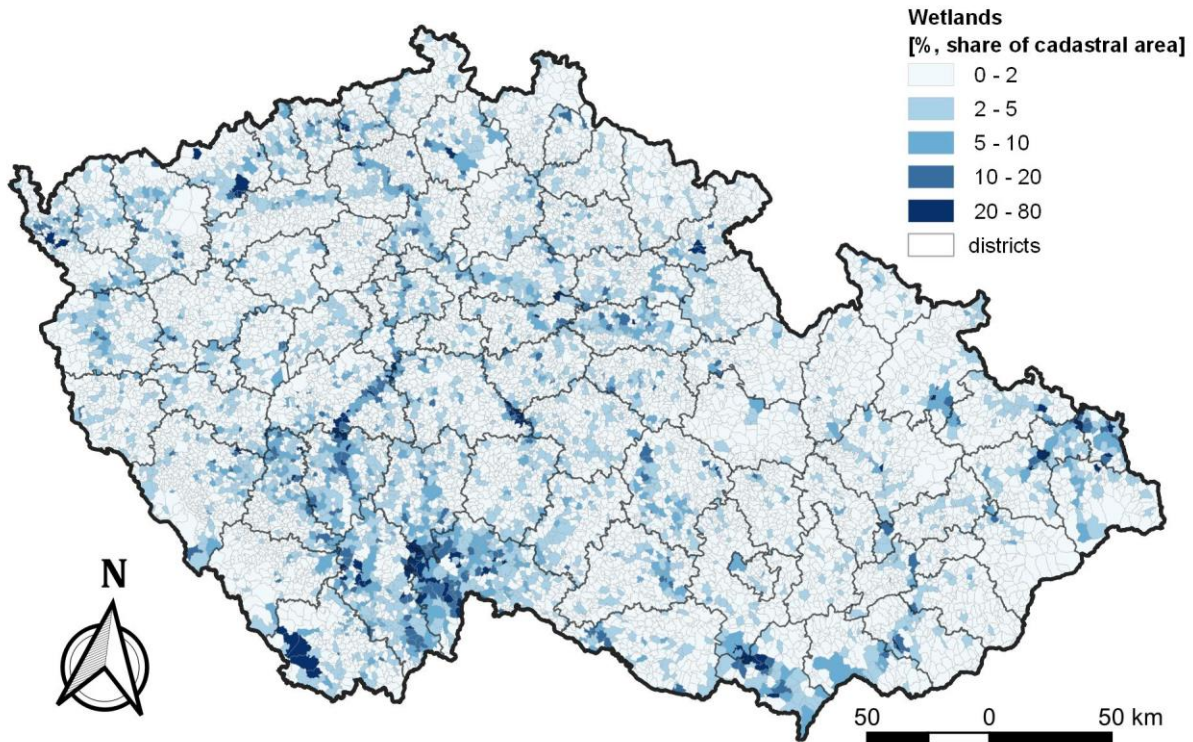 Wetlands
[%, share of cadastral area]
0 - 2
2 - 5
5 - 10
10 - 20
20 - 80
districts
N
50 0 50 km